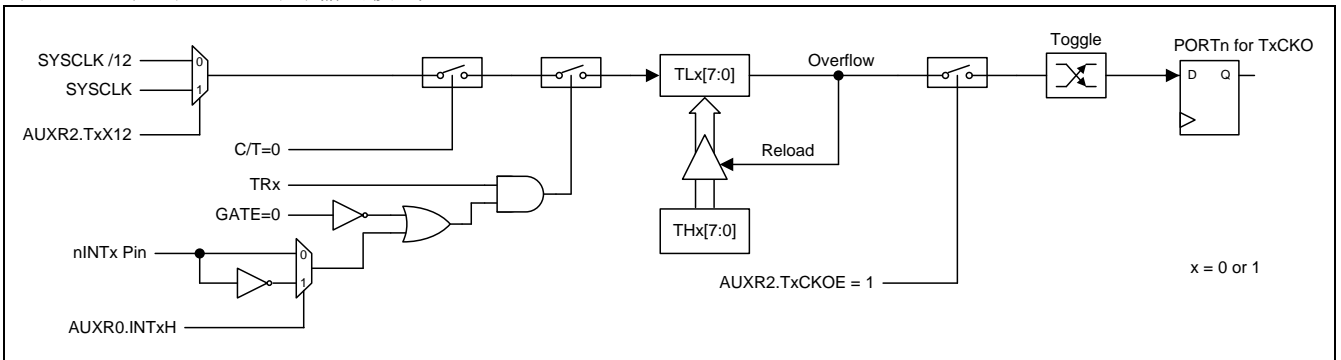 Toggle
PORTn for TxCKO
SYSCLK /12
0
Overflow
TLx[7:0]
D Q
SYSCLK
1
AUXR2.TxX12
C/T=0
Reload
TRx
GATE=0
THx[7:0]
nINTx Pin
0
x = 0 or 1
1
AUXR2.TxCKOE = 1
AUXR0.INTxH